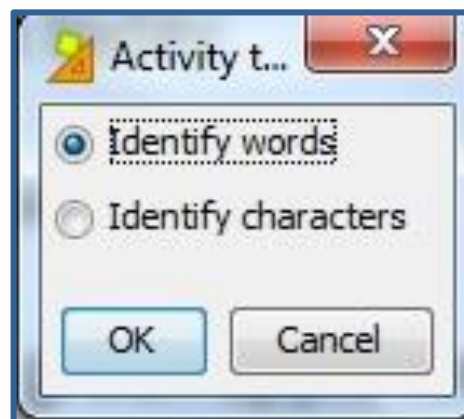 Activity t...
Identify words
Identify characters
OK Cancel